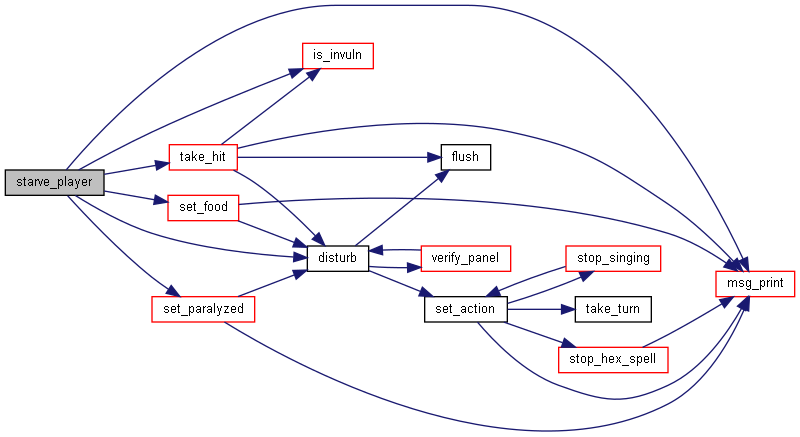 is_invuln
take_hit
flush
starve_player
set_food
disturb
verify_panel
stop_singing
msg_print
set_paralyzed
set_action
take_turn
stop_hex_spell